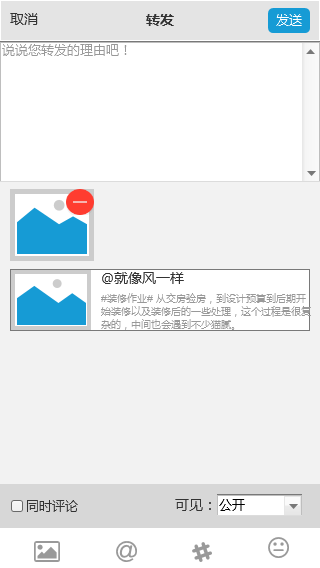 取消 转发 发送
说说您转发的理由吧！
@就像风一样
#装修作业# 从交房验房，到设计预算到后期开
始装修以及装修后的一些处理，这个过程是很复
杂的，中间也会遇到不少猫腻。
同时评论 可见：公开